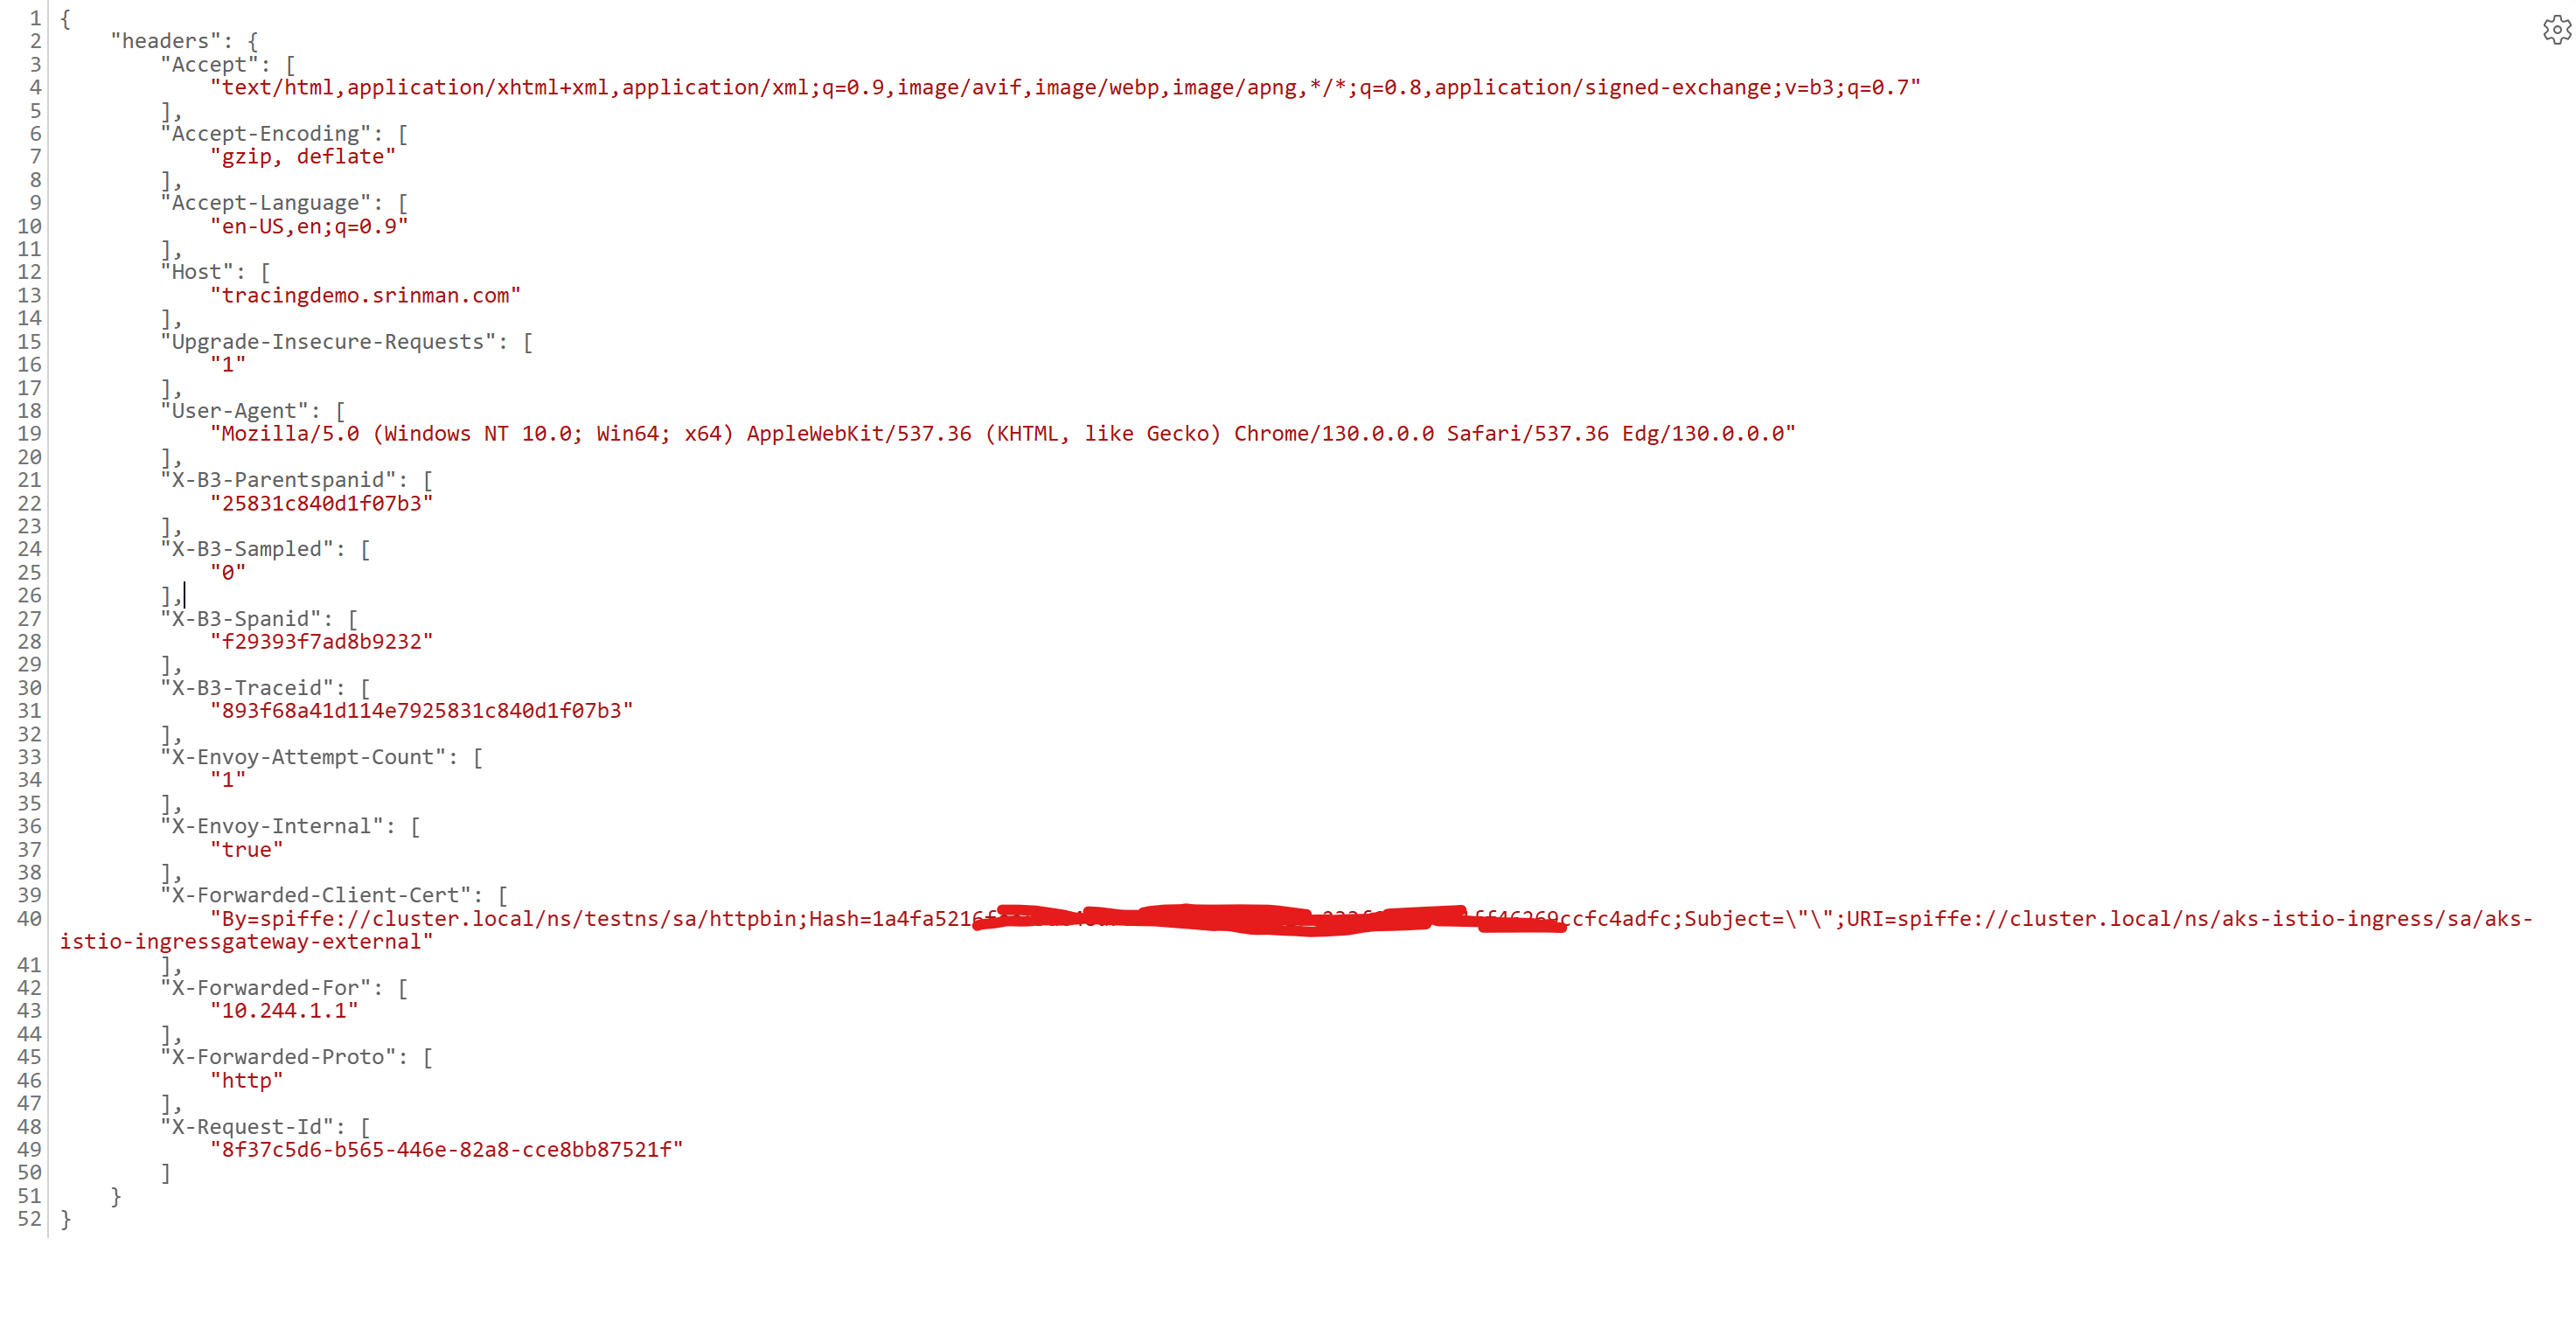 1 {
2 "headers": {
3 "Accept": [
4 "text/html,application/xhtml+xml,application/xml;q=0.9,image/avif,image/webp,image/apng,*/*;q=0.8,application/signed-exchange;v=b3;q=0.7"
5 ],
6 "Accept-Encoding": [
7 "gzip, deflate"
8 ],
9 "Accept-Language": [
10 "en-US,en;q=0.9"
11 ],
12 "Host": [
13 "tracingdemo.srinman.com"
14 ],
15 "Upgrade-Insecure-Requests": [
16 "1"
17 ],
18 "User-Agent": [
19 "Mozilla/5.0 (Windows NT 10.0; Win64; x64) AppleWebKit/537.36 (KHTML, like Gecko) Chrome/130.0.0.0 Safari/537.36 Edg/130.0.0.0"
20 ],
21 "X-B3-Parentspanid": [
22 "25831c840d1f07b3"
23 ],
24 "X-B3-Sampled": [
25 "0"
26 ],
27 "X-B3-Spanid": [
28 "f29393f7ad8b9232"
29 ],
30 "X-B3-Traceid": [
31 "893f68a41d114e7925831c840d1f07b3"
32 ],
33 "X-Envoy-Attempt-Count": [
34 "1"
35 ],
36 "X-Envoy-Internal": [
37 "true"
38 ],
39 "X-Forwarded-Client-Cert": [
40 "By=spiffe://cluster.local/ns/testns/sa/httpbin;Hash=1a4fa5216 ccfc4adfc;Subject=\"\";URI=spiffe://cluster.local/ns/aks-istio-ingress/sa/aks-
istio-ingressgateway-external"
41 ],
42 "X-Forwarded-For": [
43 "10.244.1.1"
44 ],
45 "X-Forwarded-Proto": [
46 "http"
47 ],
48 "X-Request-Id": [
49 "8f37c5d6-b565-446e-82a8-cce8bb87521f"
50 ]
51 }
52 }